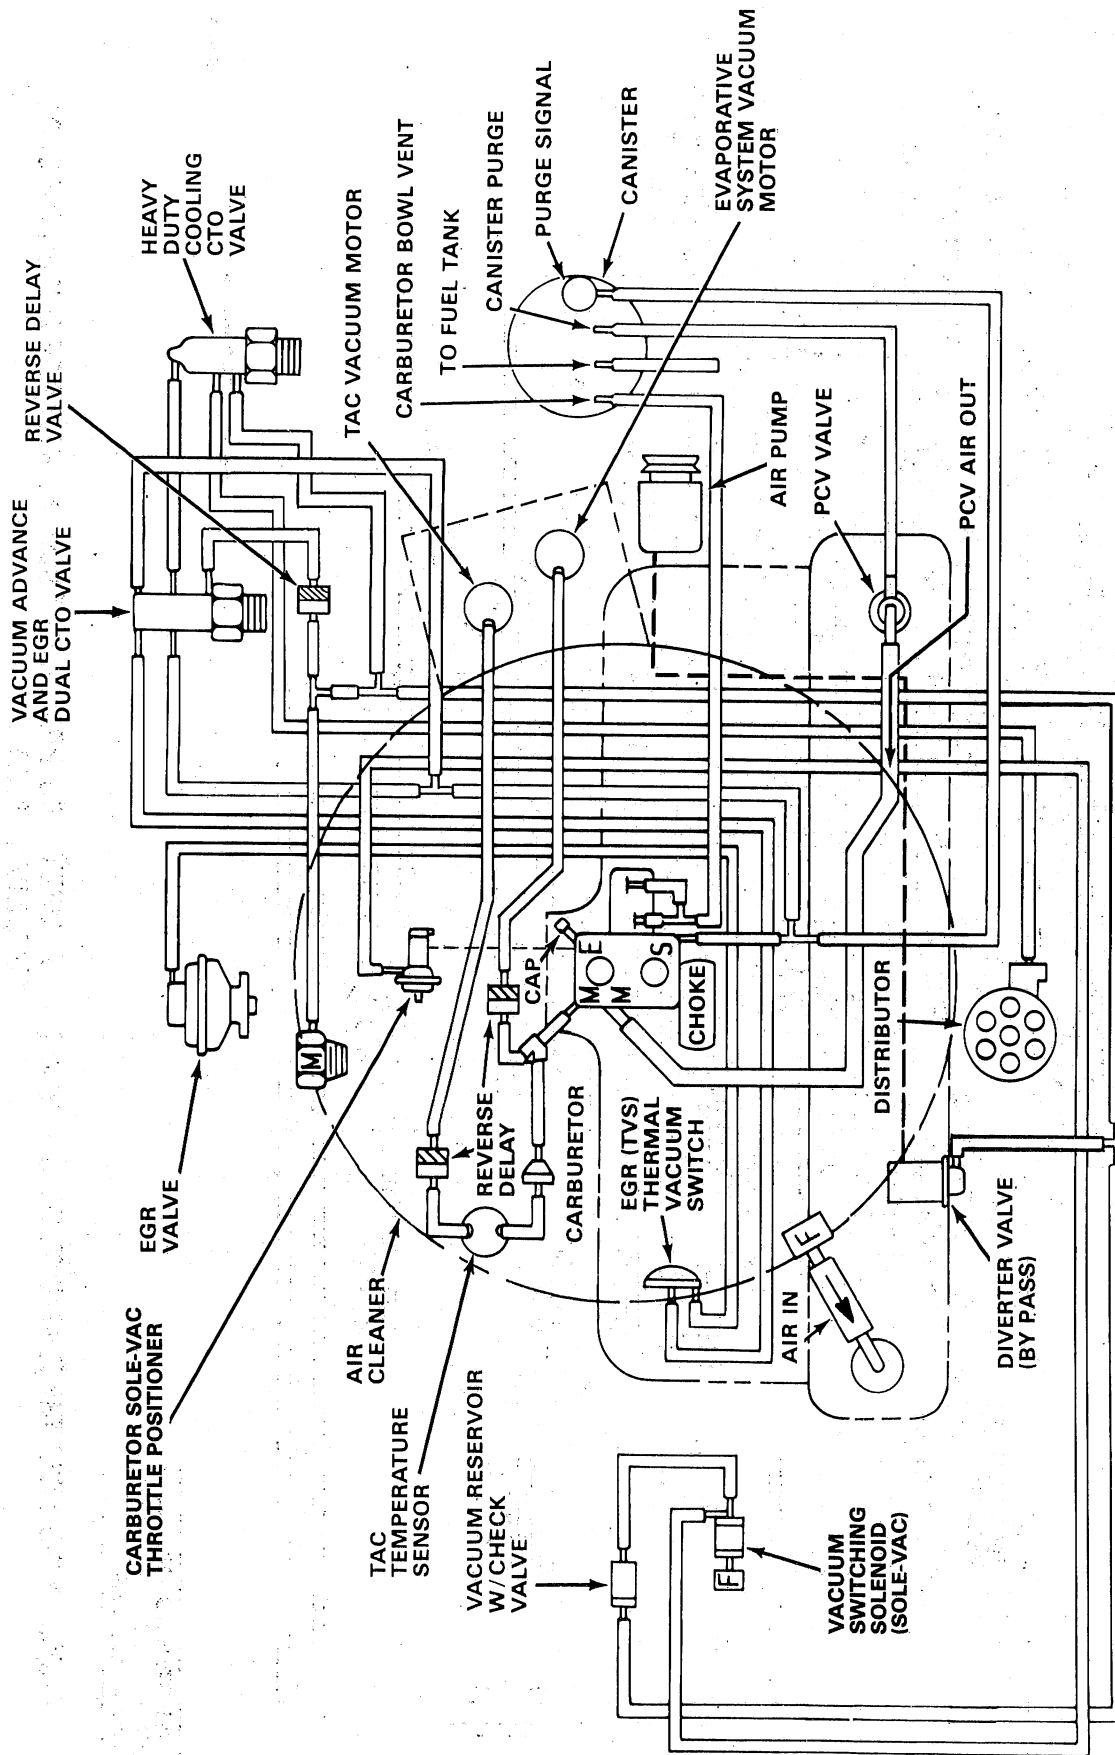 VACUUM ADVANCE
AND EGR
DUAL CTO VALVE
REVERSE DELAY
VALVE
HEAVY
DUTY
COOLING
CTO
VALVE
TAC VACUUM MOTOR
CARBURETOR BOWL VENT
TO FUEL TANK
CANISTER PURGE
PURGE SIGNAL
CANISTER
EVAPORATIVE
SYSTEM VACUUM
MOTOR
AIR PUMP
PCV VALVE
PCV AIR OUT
EGR
VALVE
M
CAP
E
S
M
M
CHOKE
REVERSE
DELAY
CARBURETOR
EGR (TVS)
THERMAL
VACUUM
SWITCH
DISTRIBUTOR
CARBURETOR SOLE-VAC
THROTTLE POSITIONER
AIR
CLEANER
TAC
TEMPERATURE
SENSOR
VACUUM RESERVOIR
W/CHECK
VALVE
F
AIR IN
DIVERTER VALVE
(BY PASS)
F
VACUUM
SWITCHING
SOLENOID
(SOLE-VAC)